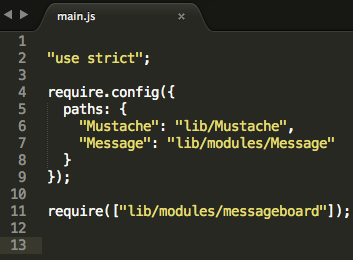 main.js
1
2 "use strict";
3
4 require.config({
5   paths: {
6     "Mustache": "lib/Mustache",
7     "Message": "lib/modules/Message"
8   }
9 });
10
11 require(["lib/modules/messageboard"]);
12
13